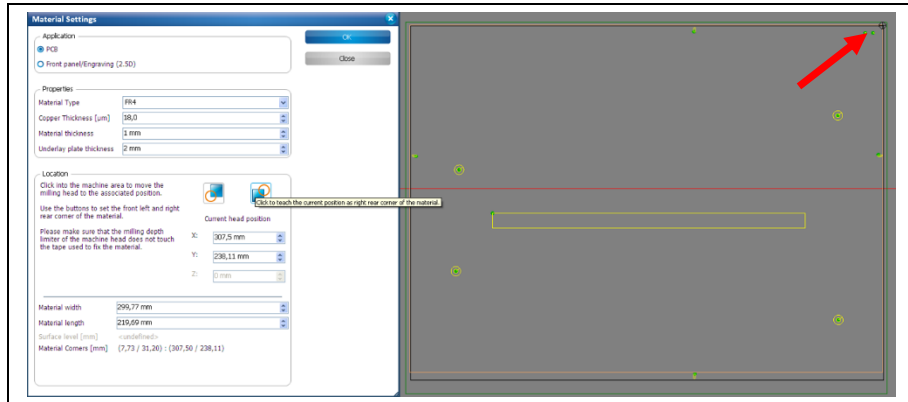 Material Settings
Application
PCB
Front panel/Engraving (2.5D)
OK
Close
Properties
Material Type FR4
Copper Thickness [um] 18,0
Material thickness 1 mm
Underlay plate thickness 2 mm
Location
Click into the machine area to move the
milling head to the associated position.
Use the buttons to set the front left and right
rear corner of the material.
Please make sure that the milling depth
limiter of the machine head does not touch
the tape used to fix the material.
Click to teach the current position as right rear corner of the material.
Current head position
X: 307,5 mm
Y: 238,11 mm
Z: 0 mm
Material width 299,77 mm
Material length 219,69 mm
Surface level [mm] <undefined>
Material Corners [mm] (7,73 / 31,20) : (307,50 / 238,11)